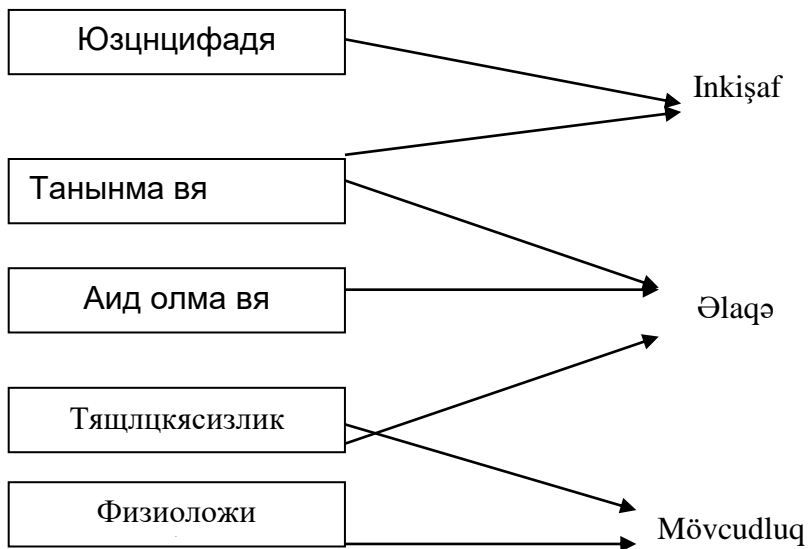 Юзцнцифадя
Inkişaf
Танынма вя
Аид олма вя
Əlaqə
Тящлцкясизлик
Физиоложи
Mövcudluq